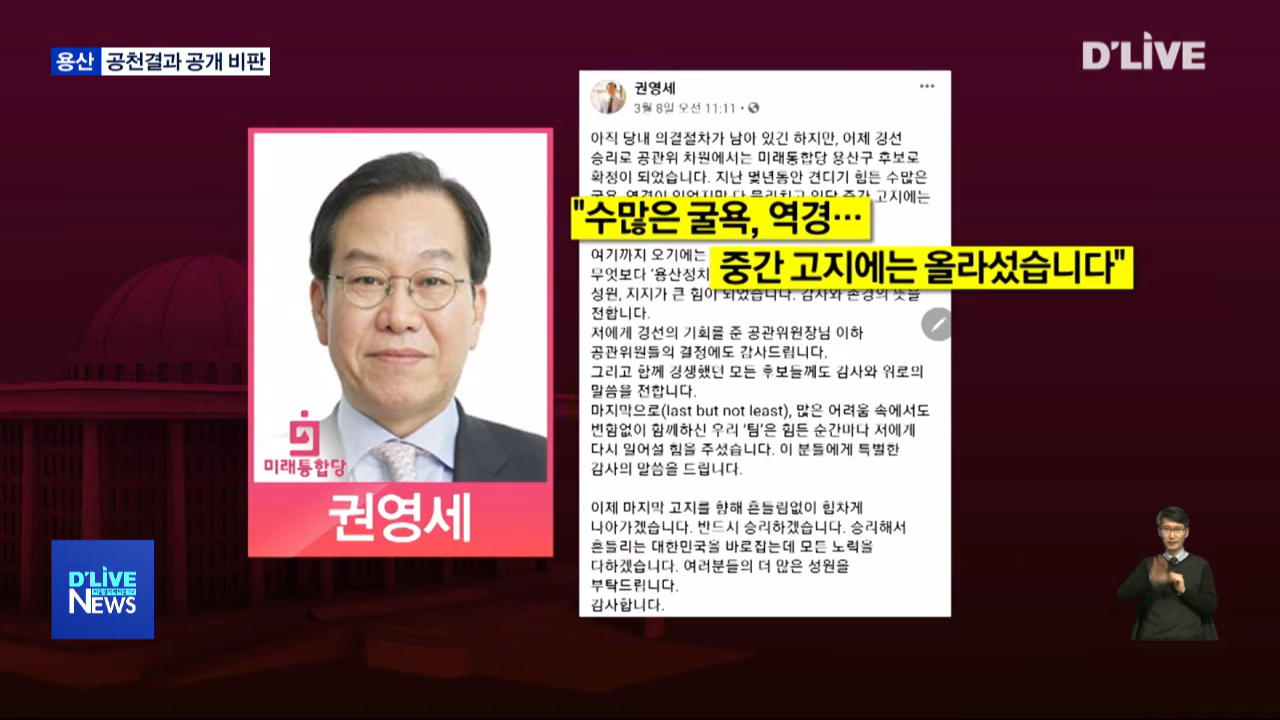 용산 공천결과 공개 비판
D'LIVE
권영세
3월 8일 오전 11:11
아직 당내 의결절차가 남아 있긴 하지만, 어제 경선
승리로 공관위 차원에서는 미래통합당 용산구 후보로
확정이 되었습니다. 지난 몇년동안 견디기 힘든 수많은
"수많은 굴욕, 역경…
중간 고지에는 올라섰습니다"
여기까지 오기에는
무엇보다 '용산정치
성원, 지지가 큰 힘이 되었습니다. 감사와 존경의 뜻을
전합니다.
저에게 경선의 기회를 준 공관위원장님 이하
공관위원들의 결정에도 감사드립니다.
그리고 함께 경쟁했던 모든 후보들께도 감사와 위로의
말씀을 전합니다.
마지막으로(last but not least), 많은 어려움 속에서도
변함없이 함께하신 우리 '팀'은 힘든 순간마다 저에게
다시 일어설 힘을 주셨습니다. 이 분들에게 특별한
감사의 말씀을 드립니다.
이제 마지막 고지를 향해 흔들림없이 힘차게
나아가겠습니다. 반드시 승리하겠습니다. 승리해서
흔들리는 대한민국을 바로잡는데 모든 노력을
다하겠습니다. 여러분들의 더 많은 성원을
부탁드립니다.
감사합니다.
미래통합당
권영세
D'LIVE
NEWS